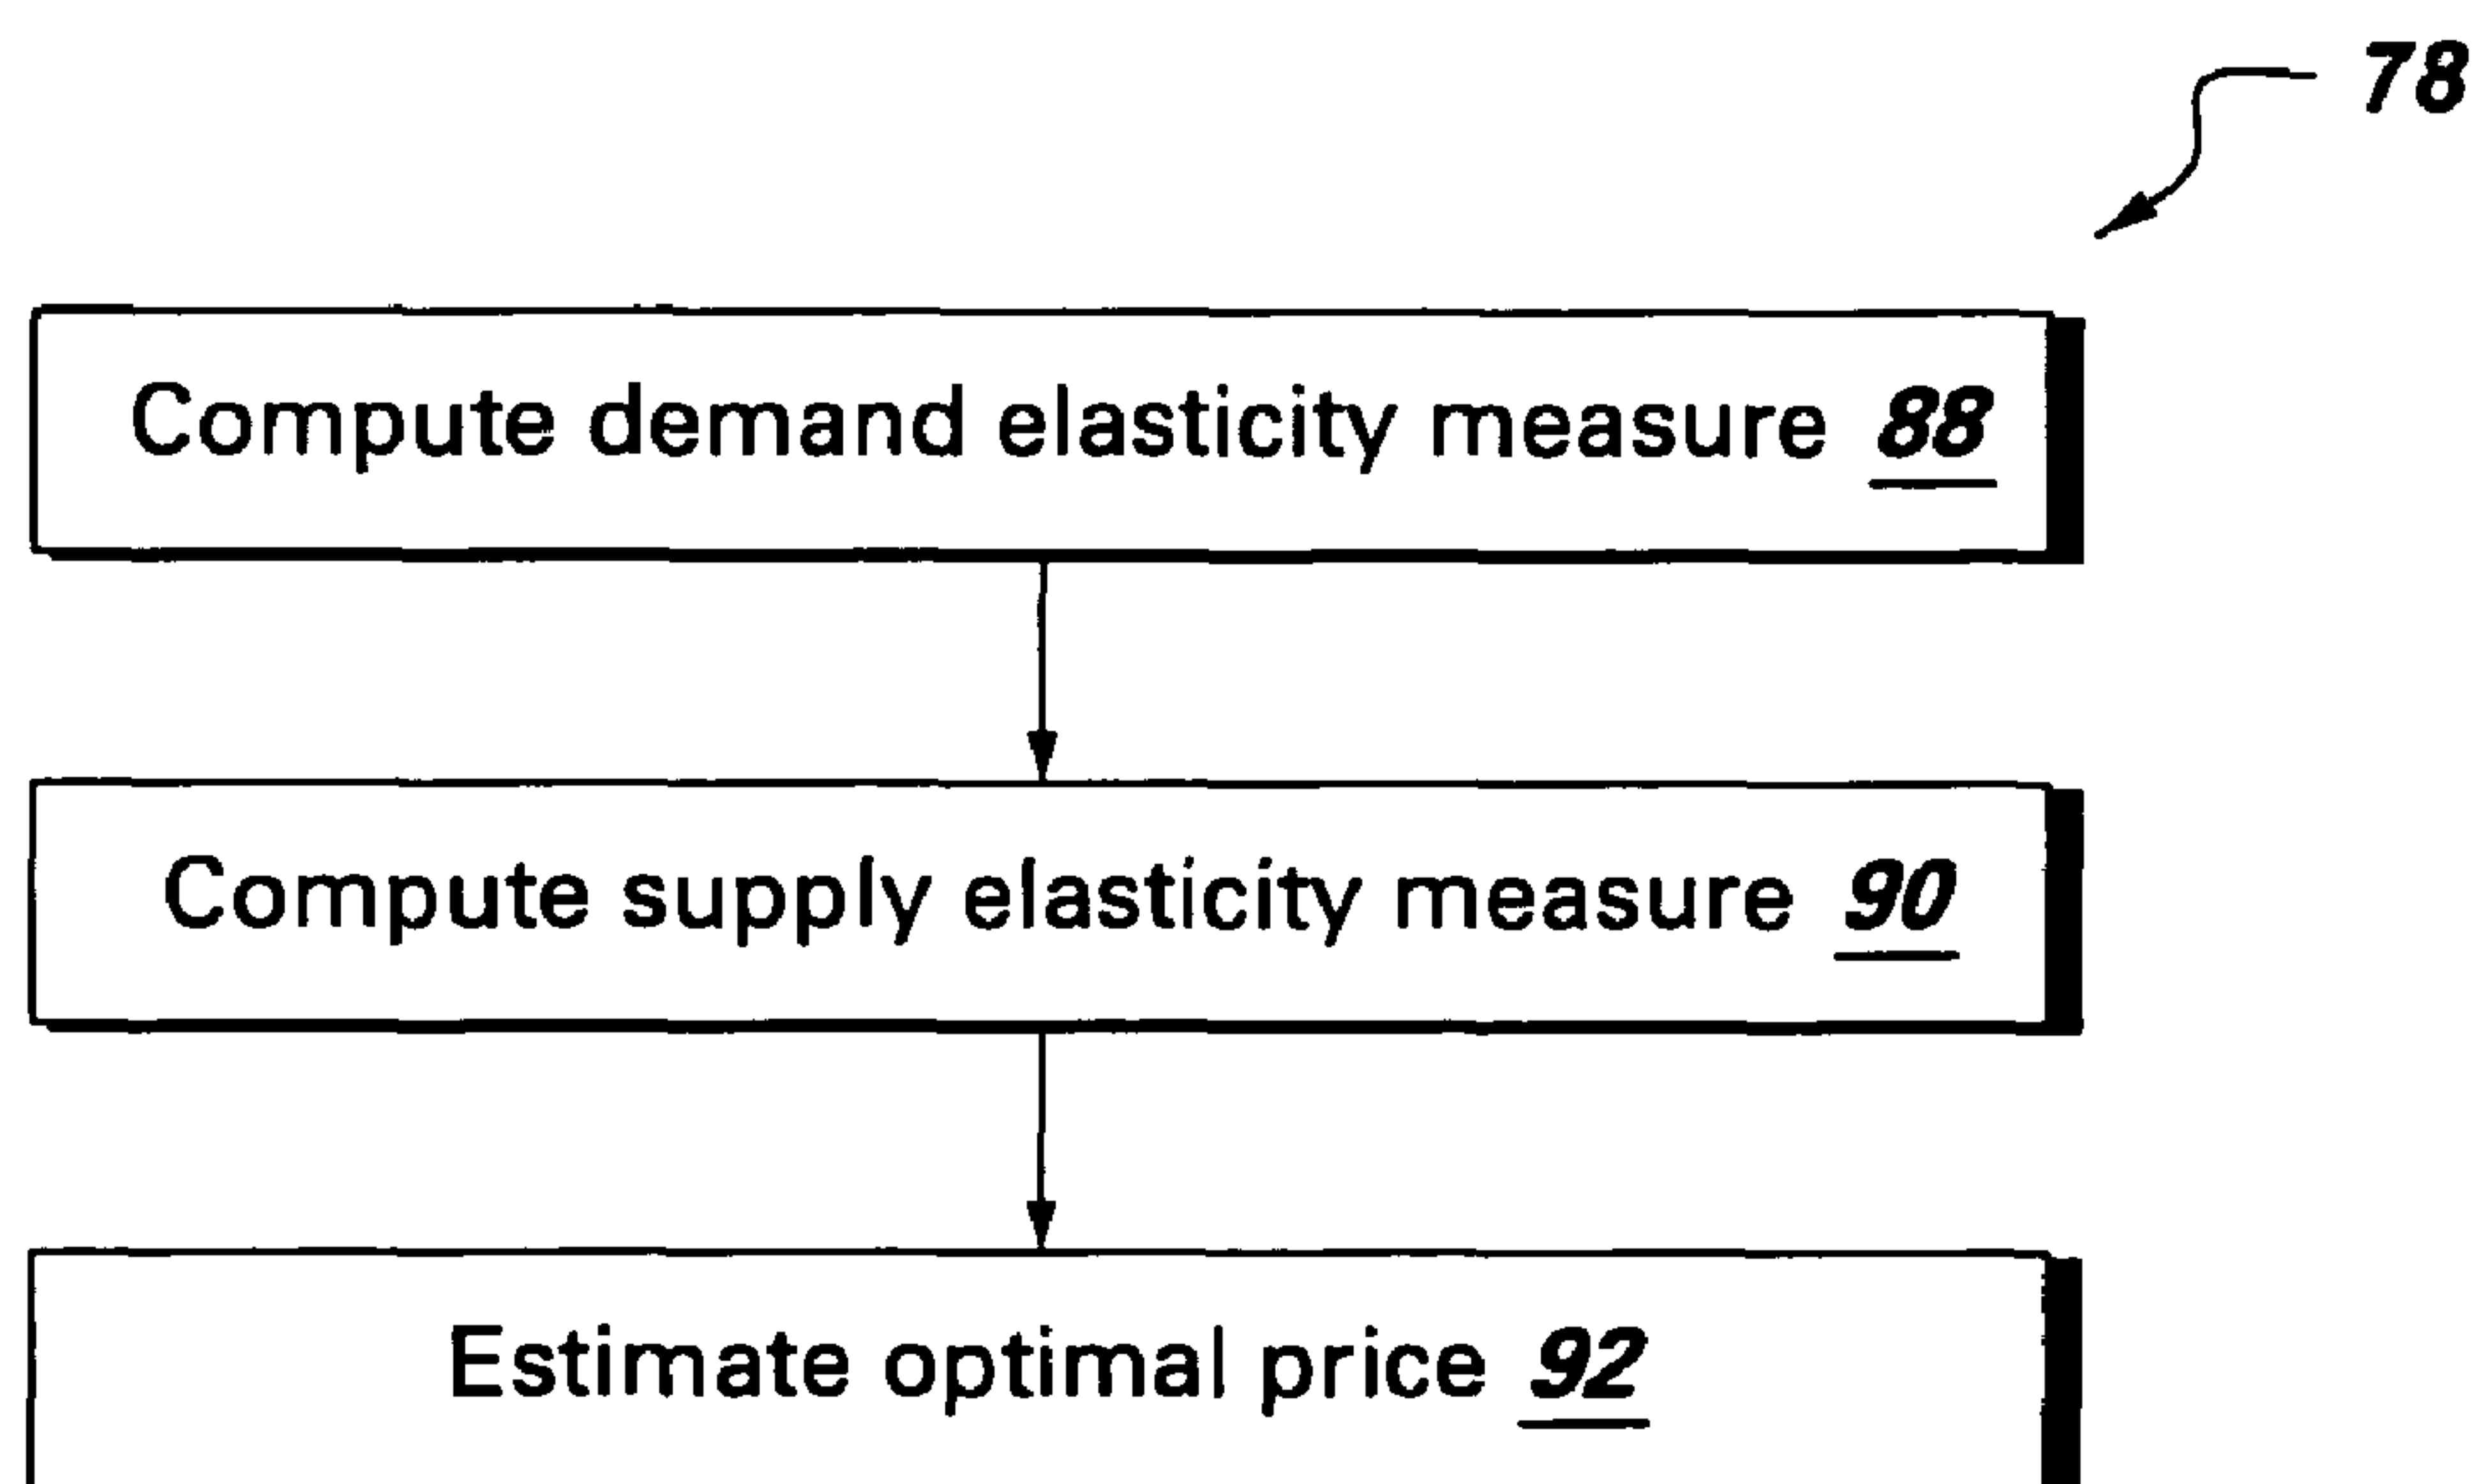 78
Compute demand elasticity measure 88
Compute supply elasticity measure 90
Estimate optimal price 92